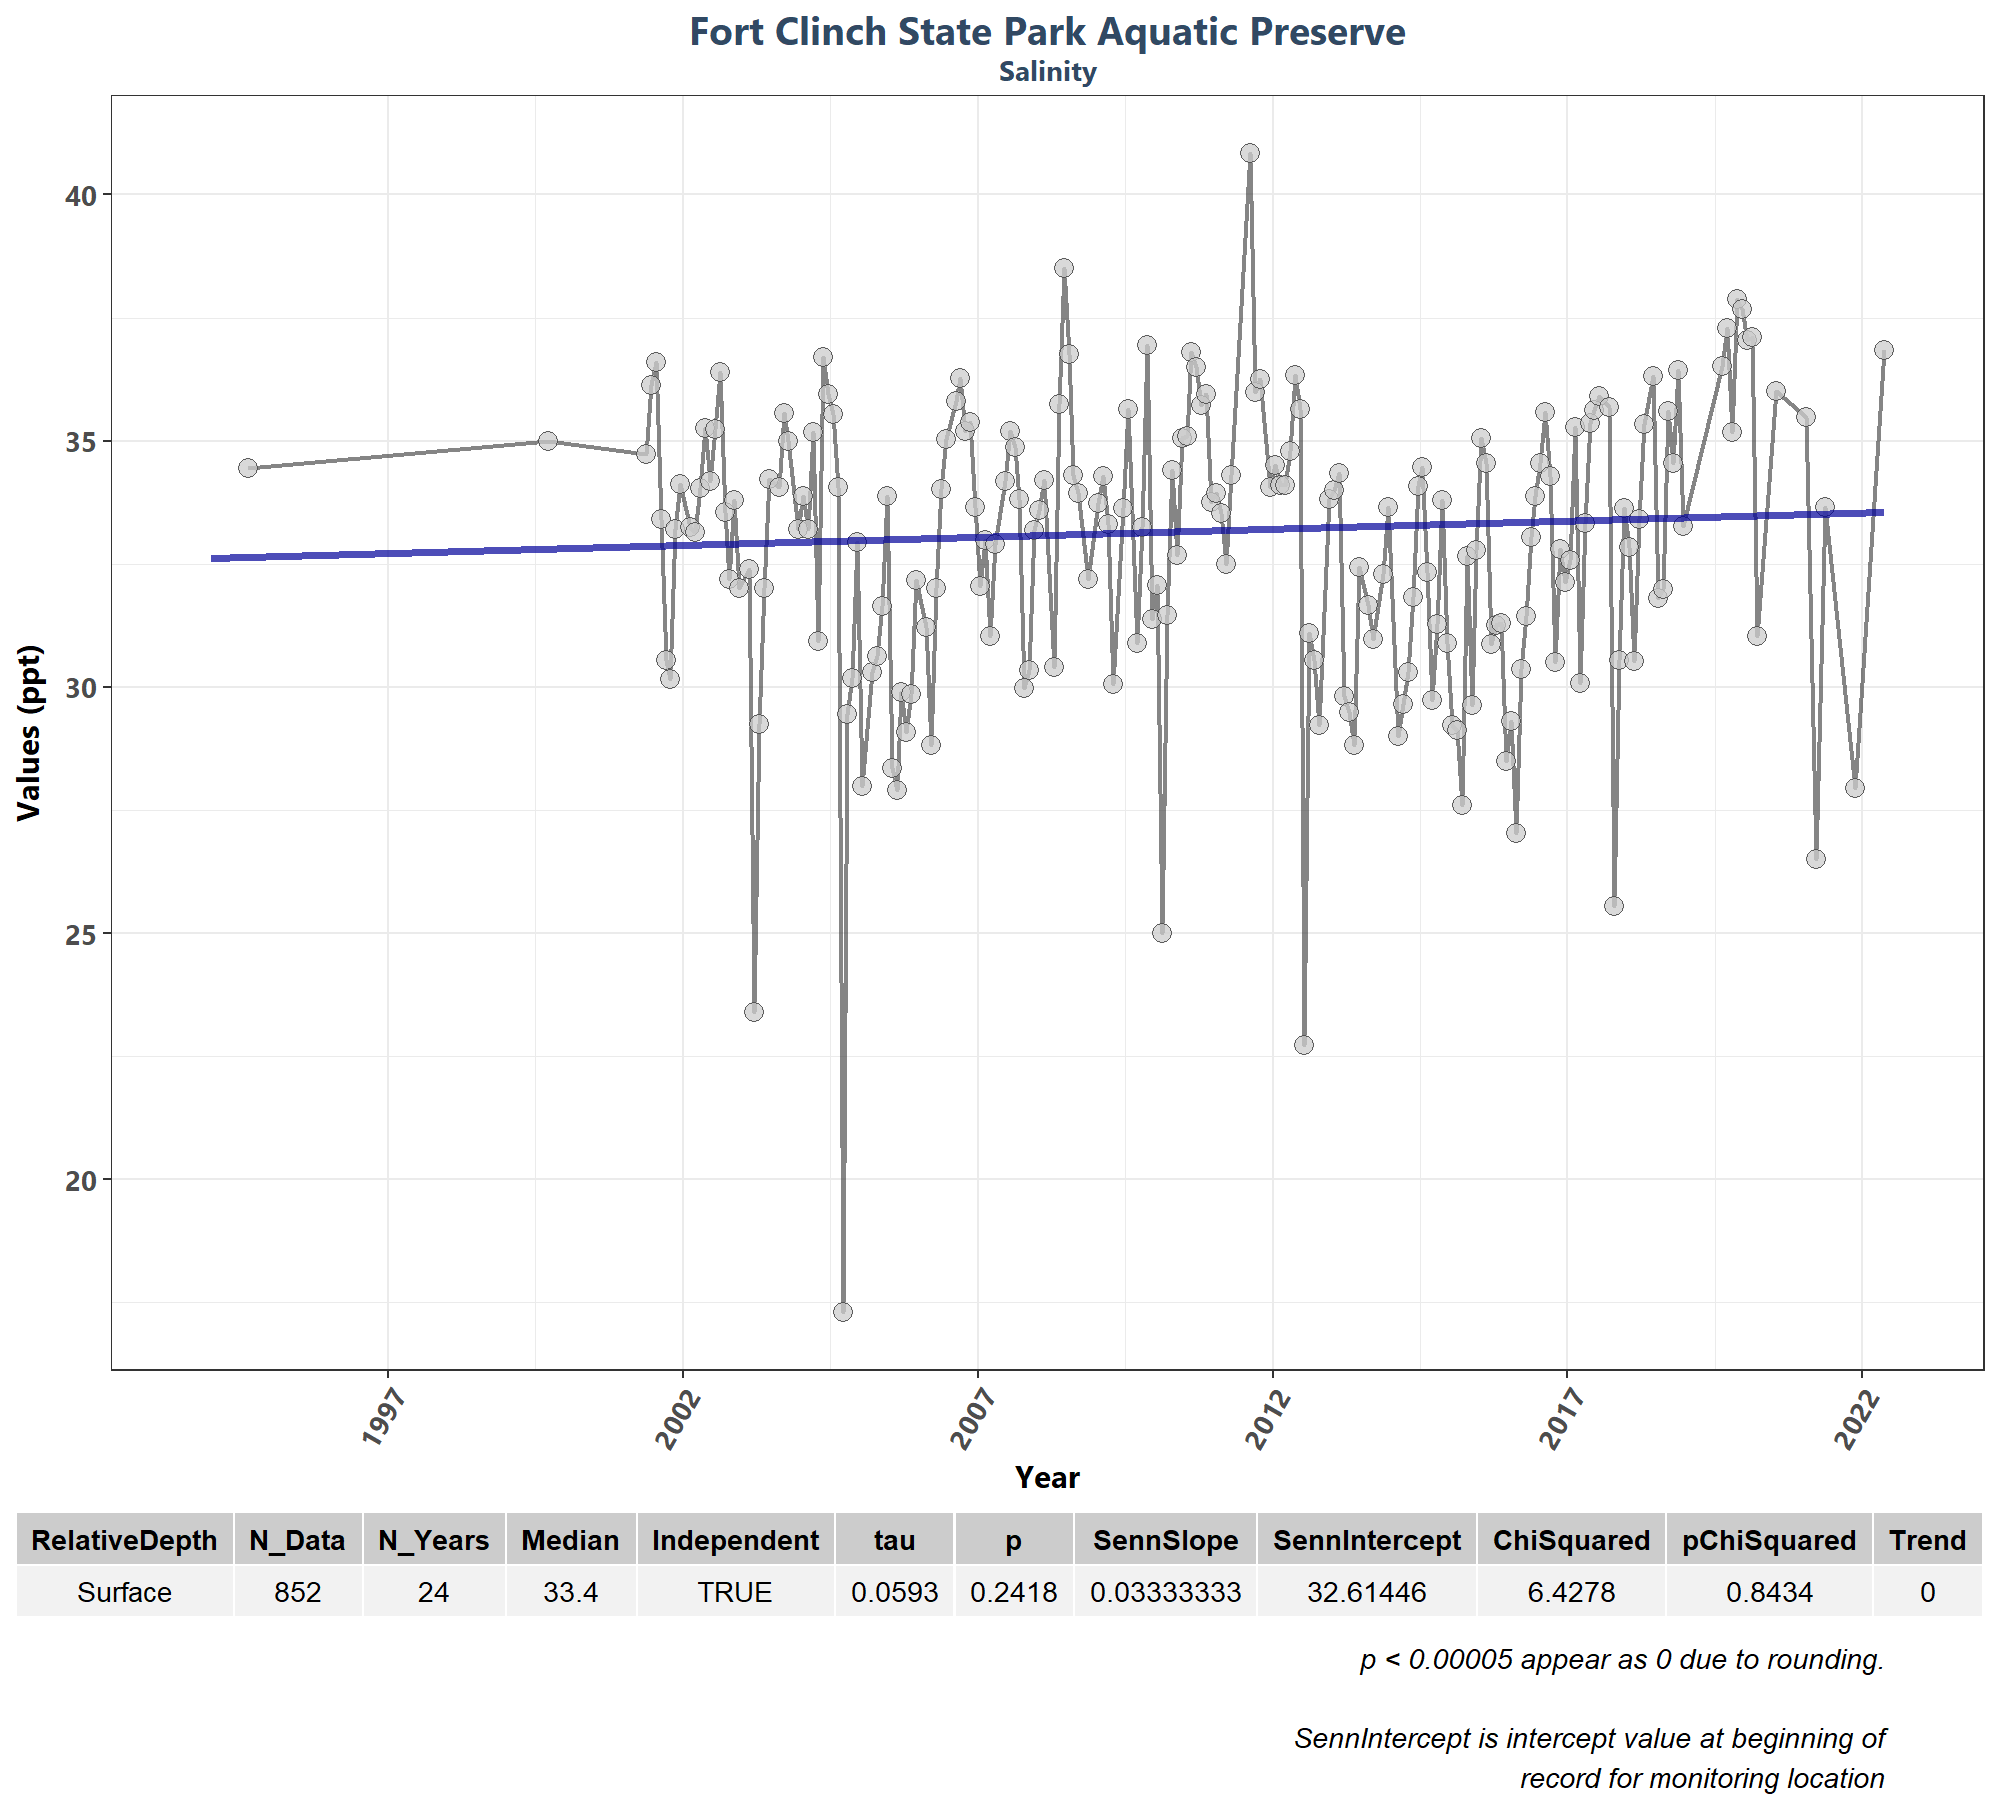 Fort Clinch State Park Aquatic Preserve
Salinity
Values (ppt)
40
35
30
25
20
1997
2002
2007
2012
2017
2022
Year
RelativeDepth N_Data N_Years Median Independent tau p SennSlope SennIntercept ChiSquared pChiSquared Trend
Surface 852 24 33.4 TRUE 0.0593 0.2418 0.03333333 32.61446 6.4278 0.8434 0
p < 0.00005 appear as 0 due to rounding.
SennIntercept is intercept value at beginning of
record for monitoring location